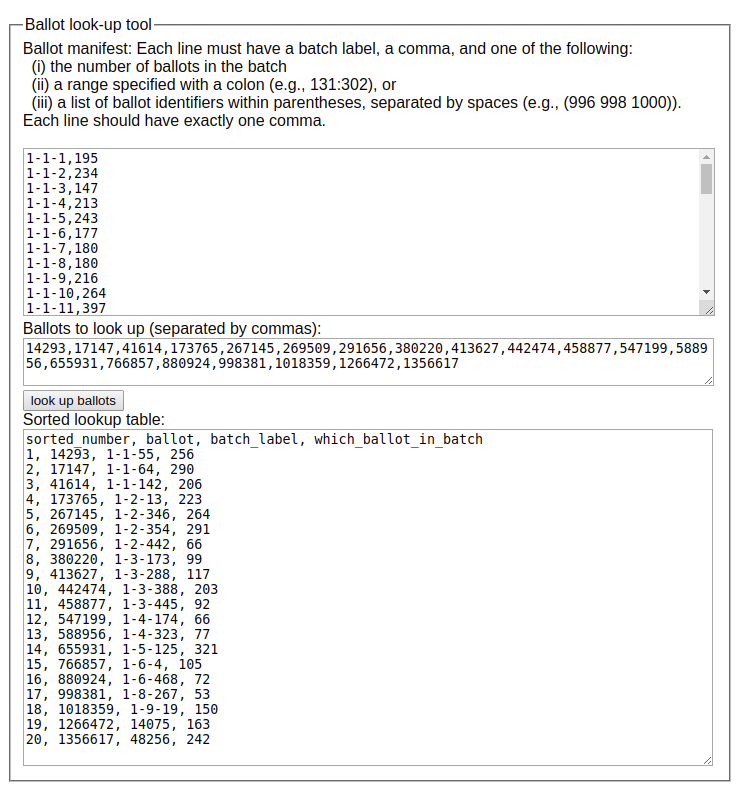 Ballot look-up tool
Ballot manifest: Each line must have a batch label, a comma, and one of the following:
(i) the number of ballots in the batch
(ii) a range specified with a colon (e.g., 131:302), or
(iii) a list of ballot identifiers within parentheses, separated by spaces (e.g., (996 998 1000)).
Each line should have exactly one comma.
1-1-1,195
1-1-2,234
1-1-3,147
1-1-4,213
1-1-5,243
1-1-6,177
1-1-7,180
1-1-8,180
1-1-9,216
1-1-10,264
1-1-11,397
Ballots to look up (separated by commas):
14293,17147,41614,173765,267145,269509,291656,380220,413627,442474,458877,547199,5889
56,655931,766857,880924,998381,1018359,1266472,1356617
look up ballots
Sorted lookup table:
sorted_number, ballot, batch_label, which_ballot_in_batch
1, 14293, 1-1-55, 256
2, 17147, 1-1-64, 290
3, 41614, 1-1-142, 206
4, 173765, 1-2-13, 223
5, 267145, 1-2-346, 264
6, 269509, 1-2-354, 291
7, 291656, 1-2-442, 66
8, 380220, 1-3-173, 99
9, 413627, 1-3-288, 117
10, 442474, 1-3-388, 203
11, 458877, 1-3-445, 92
12, 547199, 1-4-174, 66
13, 588956, 1-4-323, 77
14, 655931, 1-5-125, 321
15, 766857, 1-6-4, 105
16, 880924, 1-6-468, 72
17, 998381, 1-8-267, 53
18, 1018359, 1-9-19, 150
19, 1266472, 14075, 163
20, 1356617, 48256, 242